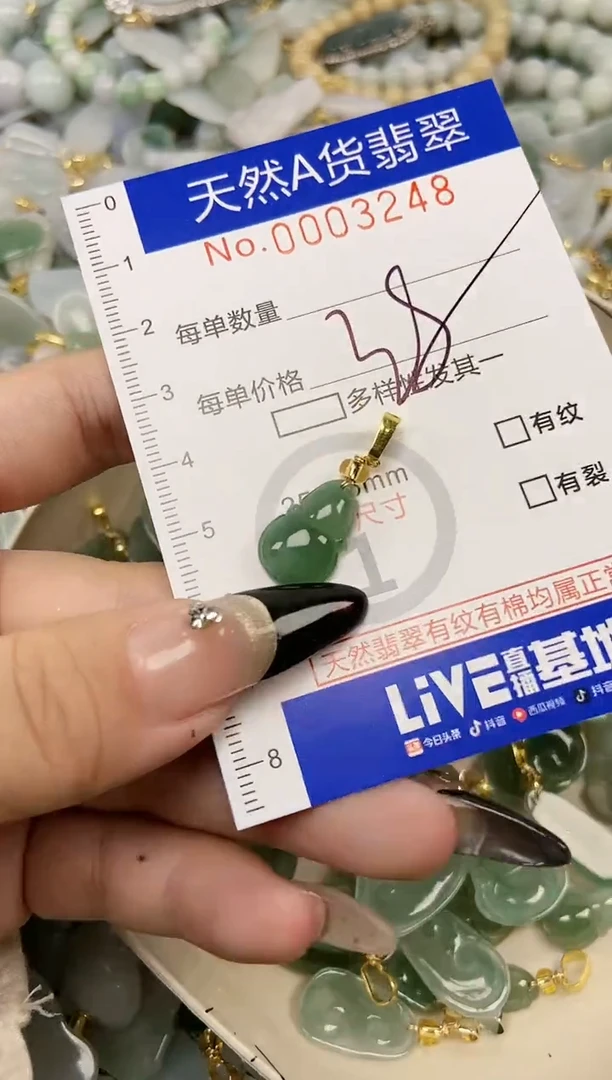 天然A货翡翠
No.0003248
0
1
2
3
4
5
8
每单数量
每单价格
多样性发其一
有纹
有裂
mm
尺寸
1
天然翡翠有纹有棉均属正常
LiVE直播基地
今日头条 抖音 西瓜视频 抖音